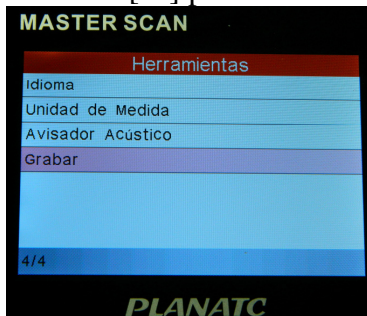 MASTER SCAN
Herramientas
Idioma
Unidad de Medida
Avisador Acústico
Grabar
4/4
PLANATC